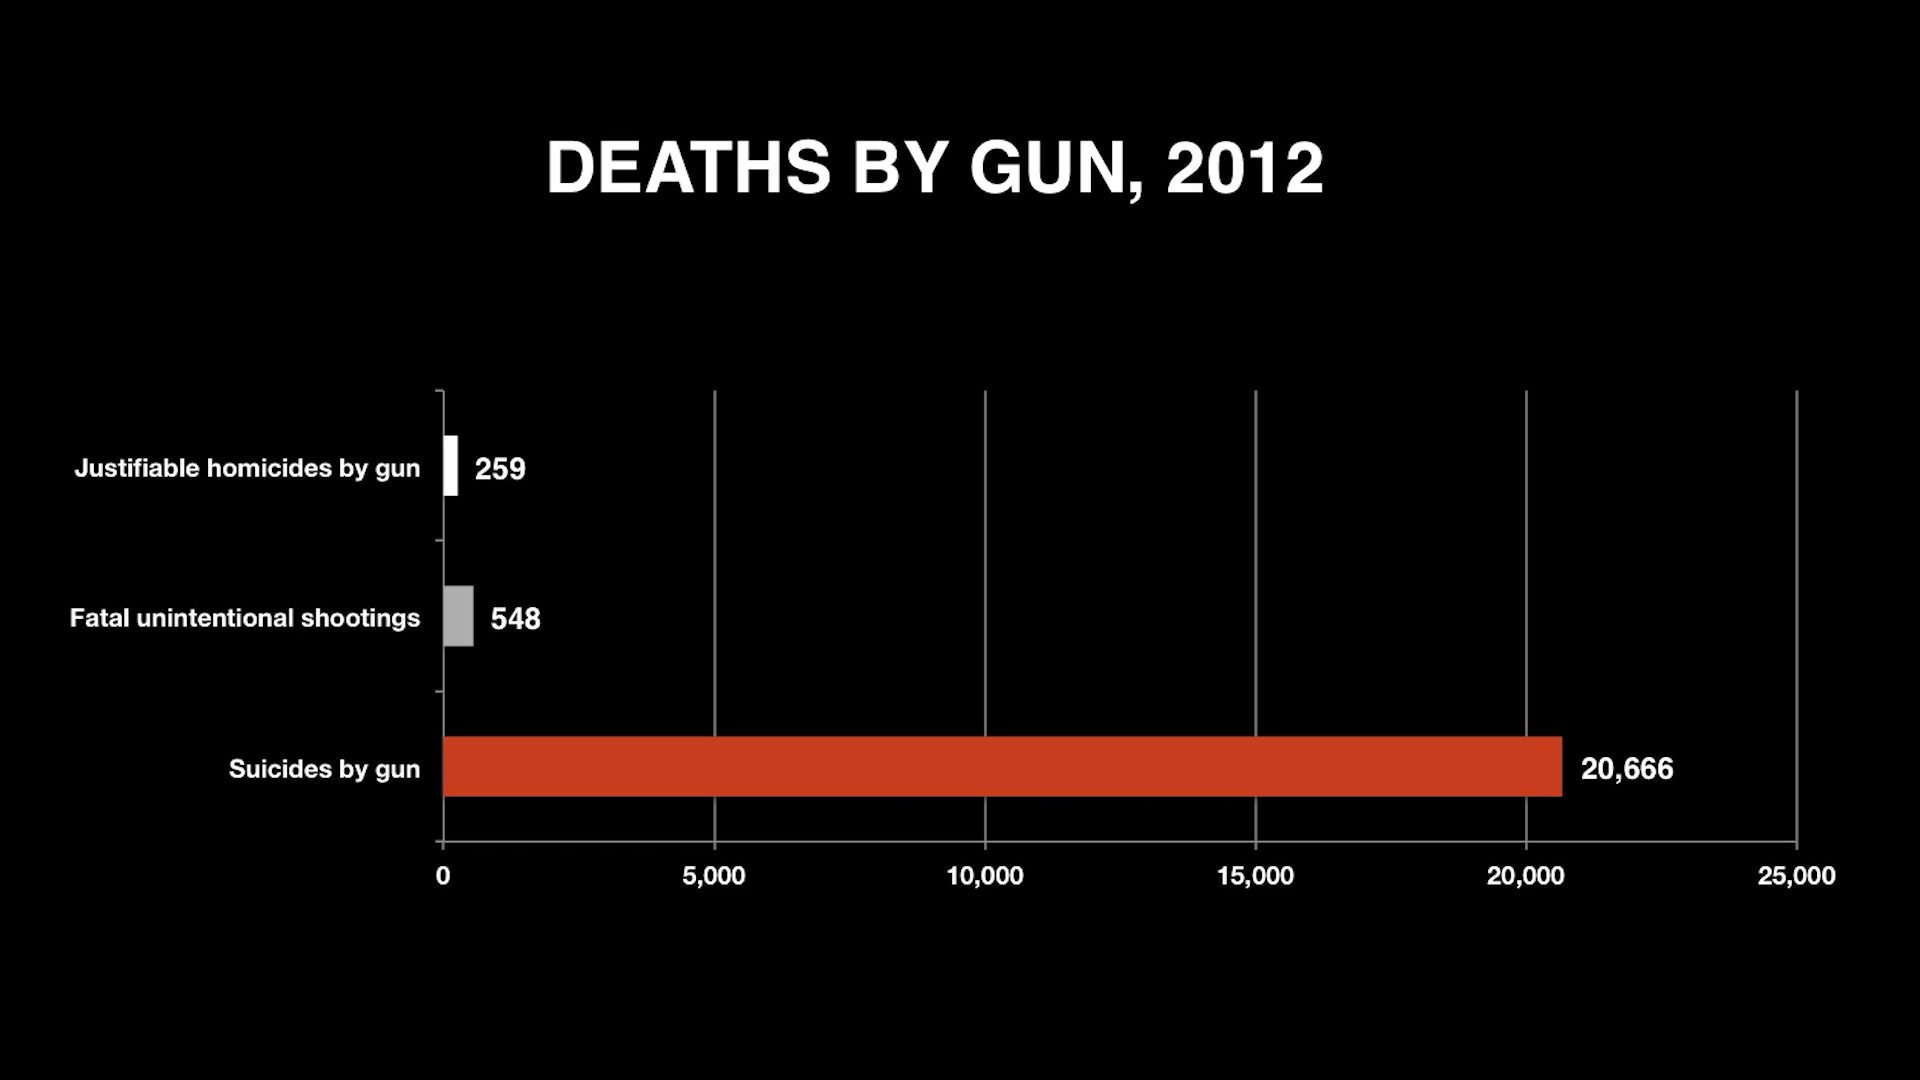 DEATHS BY GUN, 2012
Justifiable homicides by gun 259
Fatal unintentional shootings 548
Suicides by gun 20,666
0 5,000 10,000 15,000 20,000 25,000